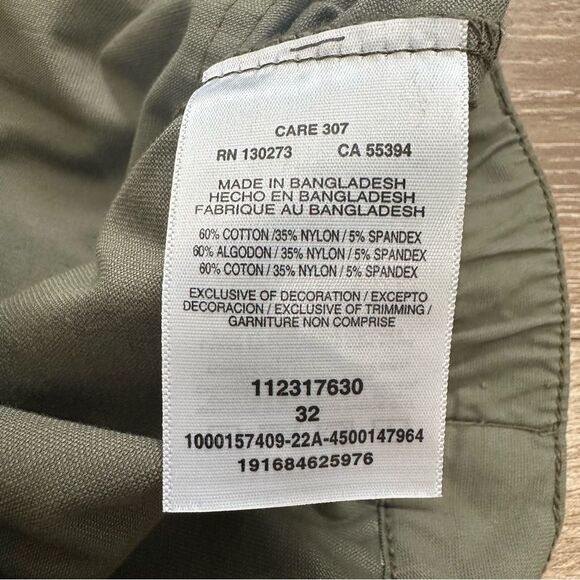 CARE 307
RN 130273 CA 55394
MADE IN BANGLADESH
HECHO EN BANGLADESH
FABRIQUE AU BANGLADESH
60% COTTON /35% NYLON / 5% SPANDEX
60% ALGODON / 35% NYLON / 5% SPANDEX
60% COTON / 35% NYLON / 5% SPANDEX
EXCLUSIVE OF DECORATION / EXCEPTO
DECORACION / EXCLUSIVE OF TRIMMING /
GARNITURE NON COMPRISE
112317630
32
1000157409-22A-4500147964
191684625976